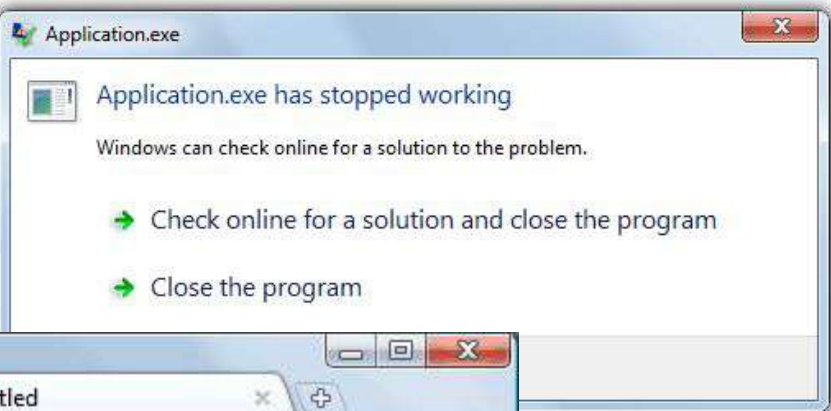 Application.exe
Application.exe has stopped working
Windows can check online for a solution to the problem.
Check online for a solution and close the program
Close the program
tled